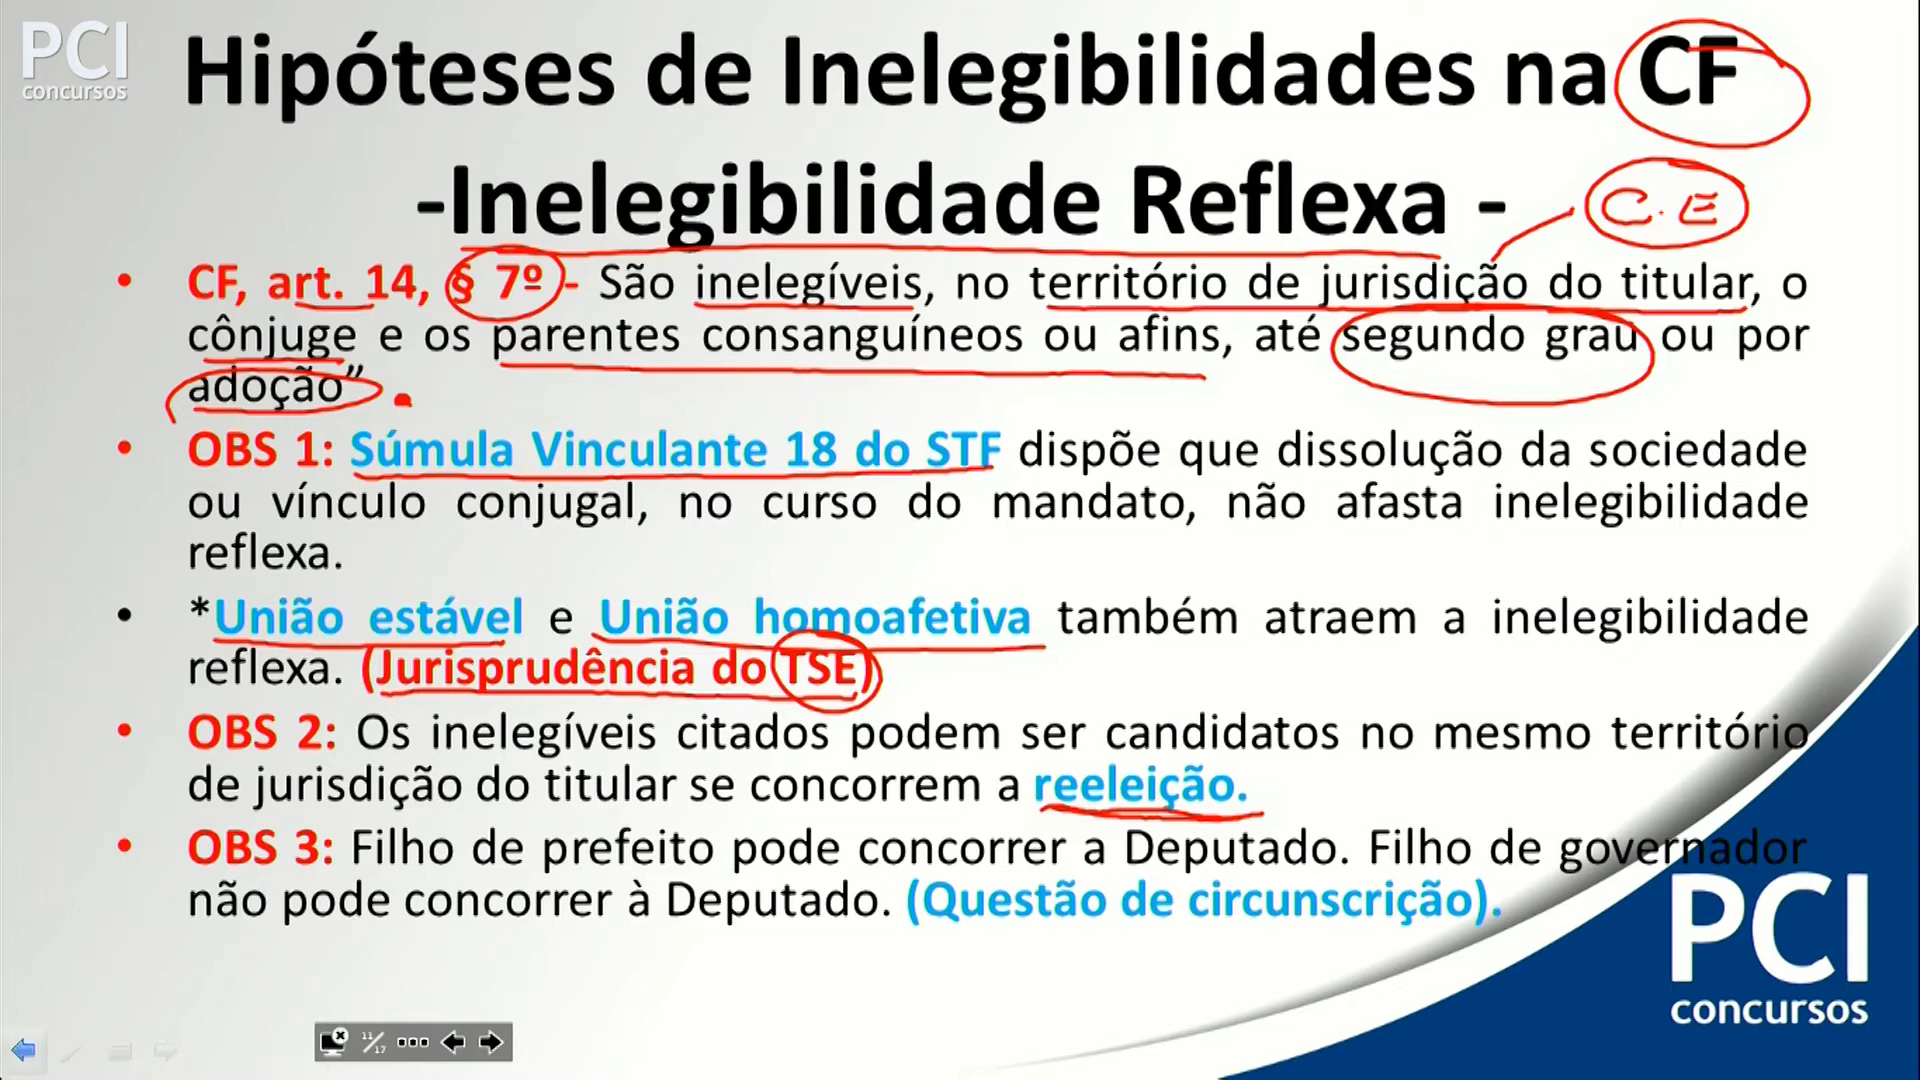 PCI
concursos
Hipóteses de Inelegibilidades na CF
-Inelegibilidade Reflexa -
C.E
• CF, art. 14, § 7º - São inelegíveis, no território de jurisdição do titular, o
cônjuge e os parentes consanguíneos ou afins, até segundo grau ou por
adoção”
• OBS 1: Súmula Vinculante 18 do STF dispõe que dissolução da sociedade
ou vínculo conjugal, no curso do mandato, não afasta inelegibilidade
reflexa.
• *União estável e União homoafetiva também atraem a inelegibilidade
reflexa. (Jurisprudência do TSE)
• OBS 2: Os inelegíveis citados podem ser candidatos no mesmo território
de jurisdição do titular se concorrem a reeleição.
• OBS 3: Filho de prefeito pode concorrer a Deputado. Filho de governador
não pode concorrer à Deputado. (Questão de circunscrição).
PCI
concursos
11/17